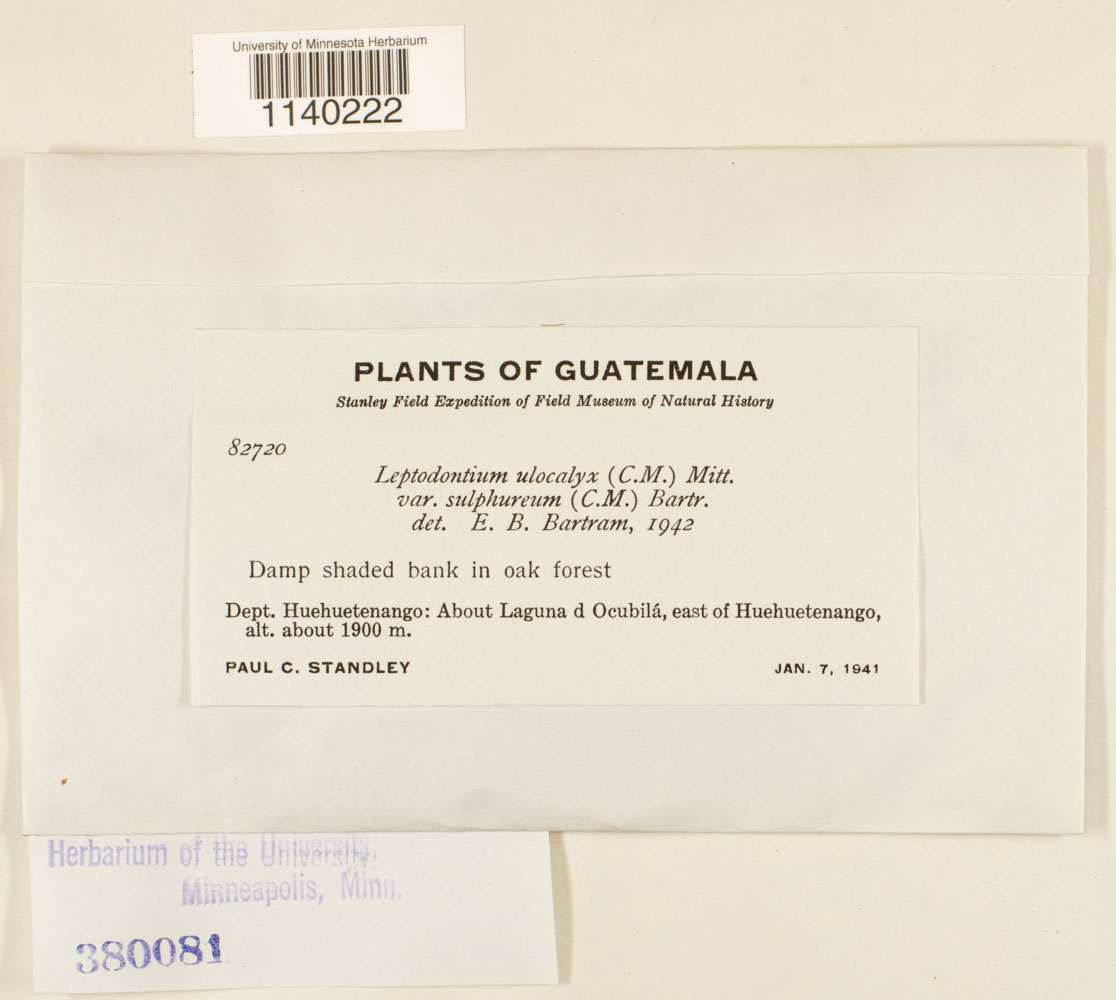 University of Minnesota Herbarium
1140222
PLANTS OF GUATEMALA
Stanley Field Expedition of Field Museum of Natural History
82720
Leptodontium ulocalyx (C.M.) Mitt.
var. sulphureum (C.M.) Bartr.
det. E. B. Bartram, 1942
Damp shaded bank in oak forest
Dept. Huehuetenango: About Laguna d Ocubilá, east of Huehuetenango,
alt. about 1900 m.
PAUL C. STANDLEY JAN. 7, 1941
Herbarium of the University,
Minneapolis, Minn.
380081